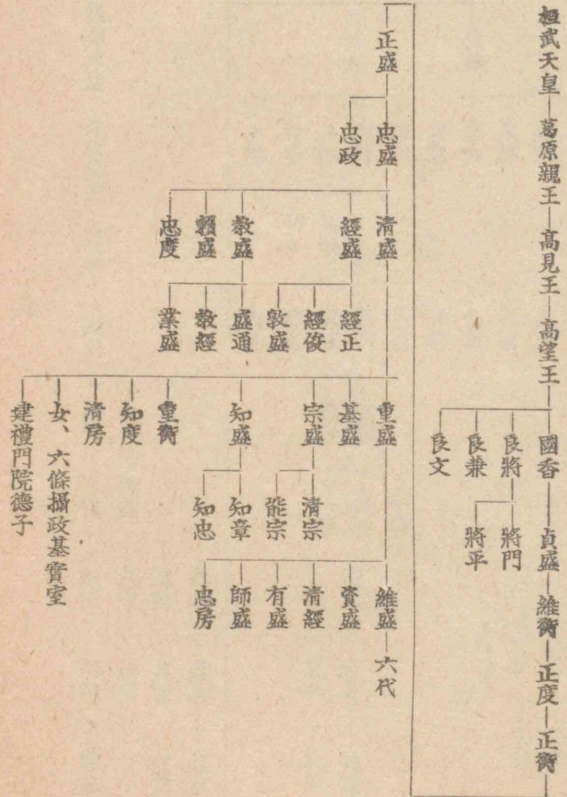 桓武天皇―葛原親王―高見王―高望王
國香―貞盛―維衡―正度―正衡
良將
將門
將平
良兼
良文
正盛
忠盛
忠政
清盛
經盛
教盛
賴盛
忠度
經正
經俊
敦盛
盛通
教經
業盛
重盛
基盛
宗盛
知盛
重衡
知度
清房
女、六條攝政基實室
建禮門院德子
清宗
能宗
知章
知忠
維盛―六代
資盛
清經
有盛
師盛
忠房